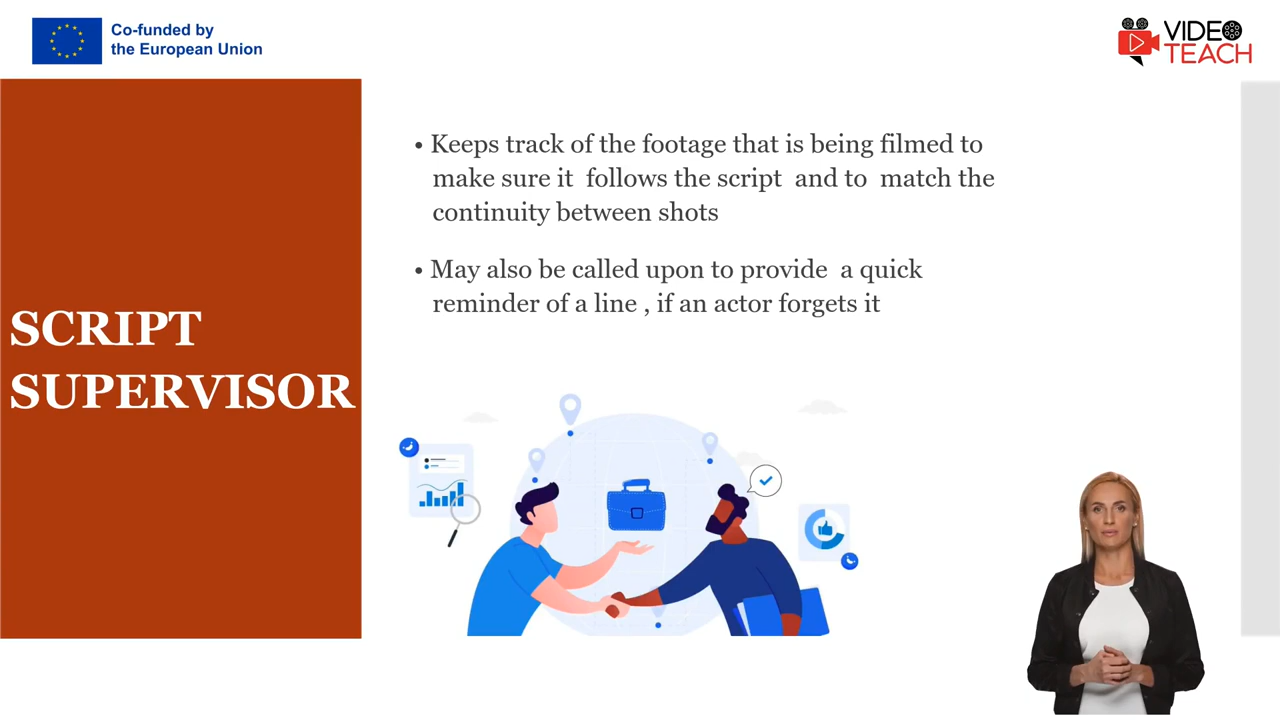 Co-funded by
the European Union
VIDEO
TEACH
SCRIPT
SUPERVISOR
• Keeps track of the footage that is being filmed to
make sure it  follows the script  and to  match the
continuity between shots
• May also be called upon to provide  a quick
reminder of a line , if an actor forgets it